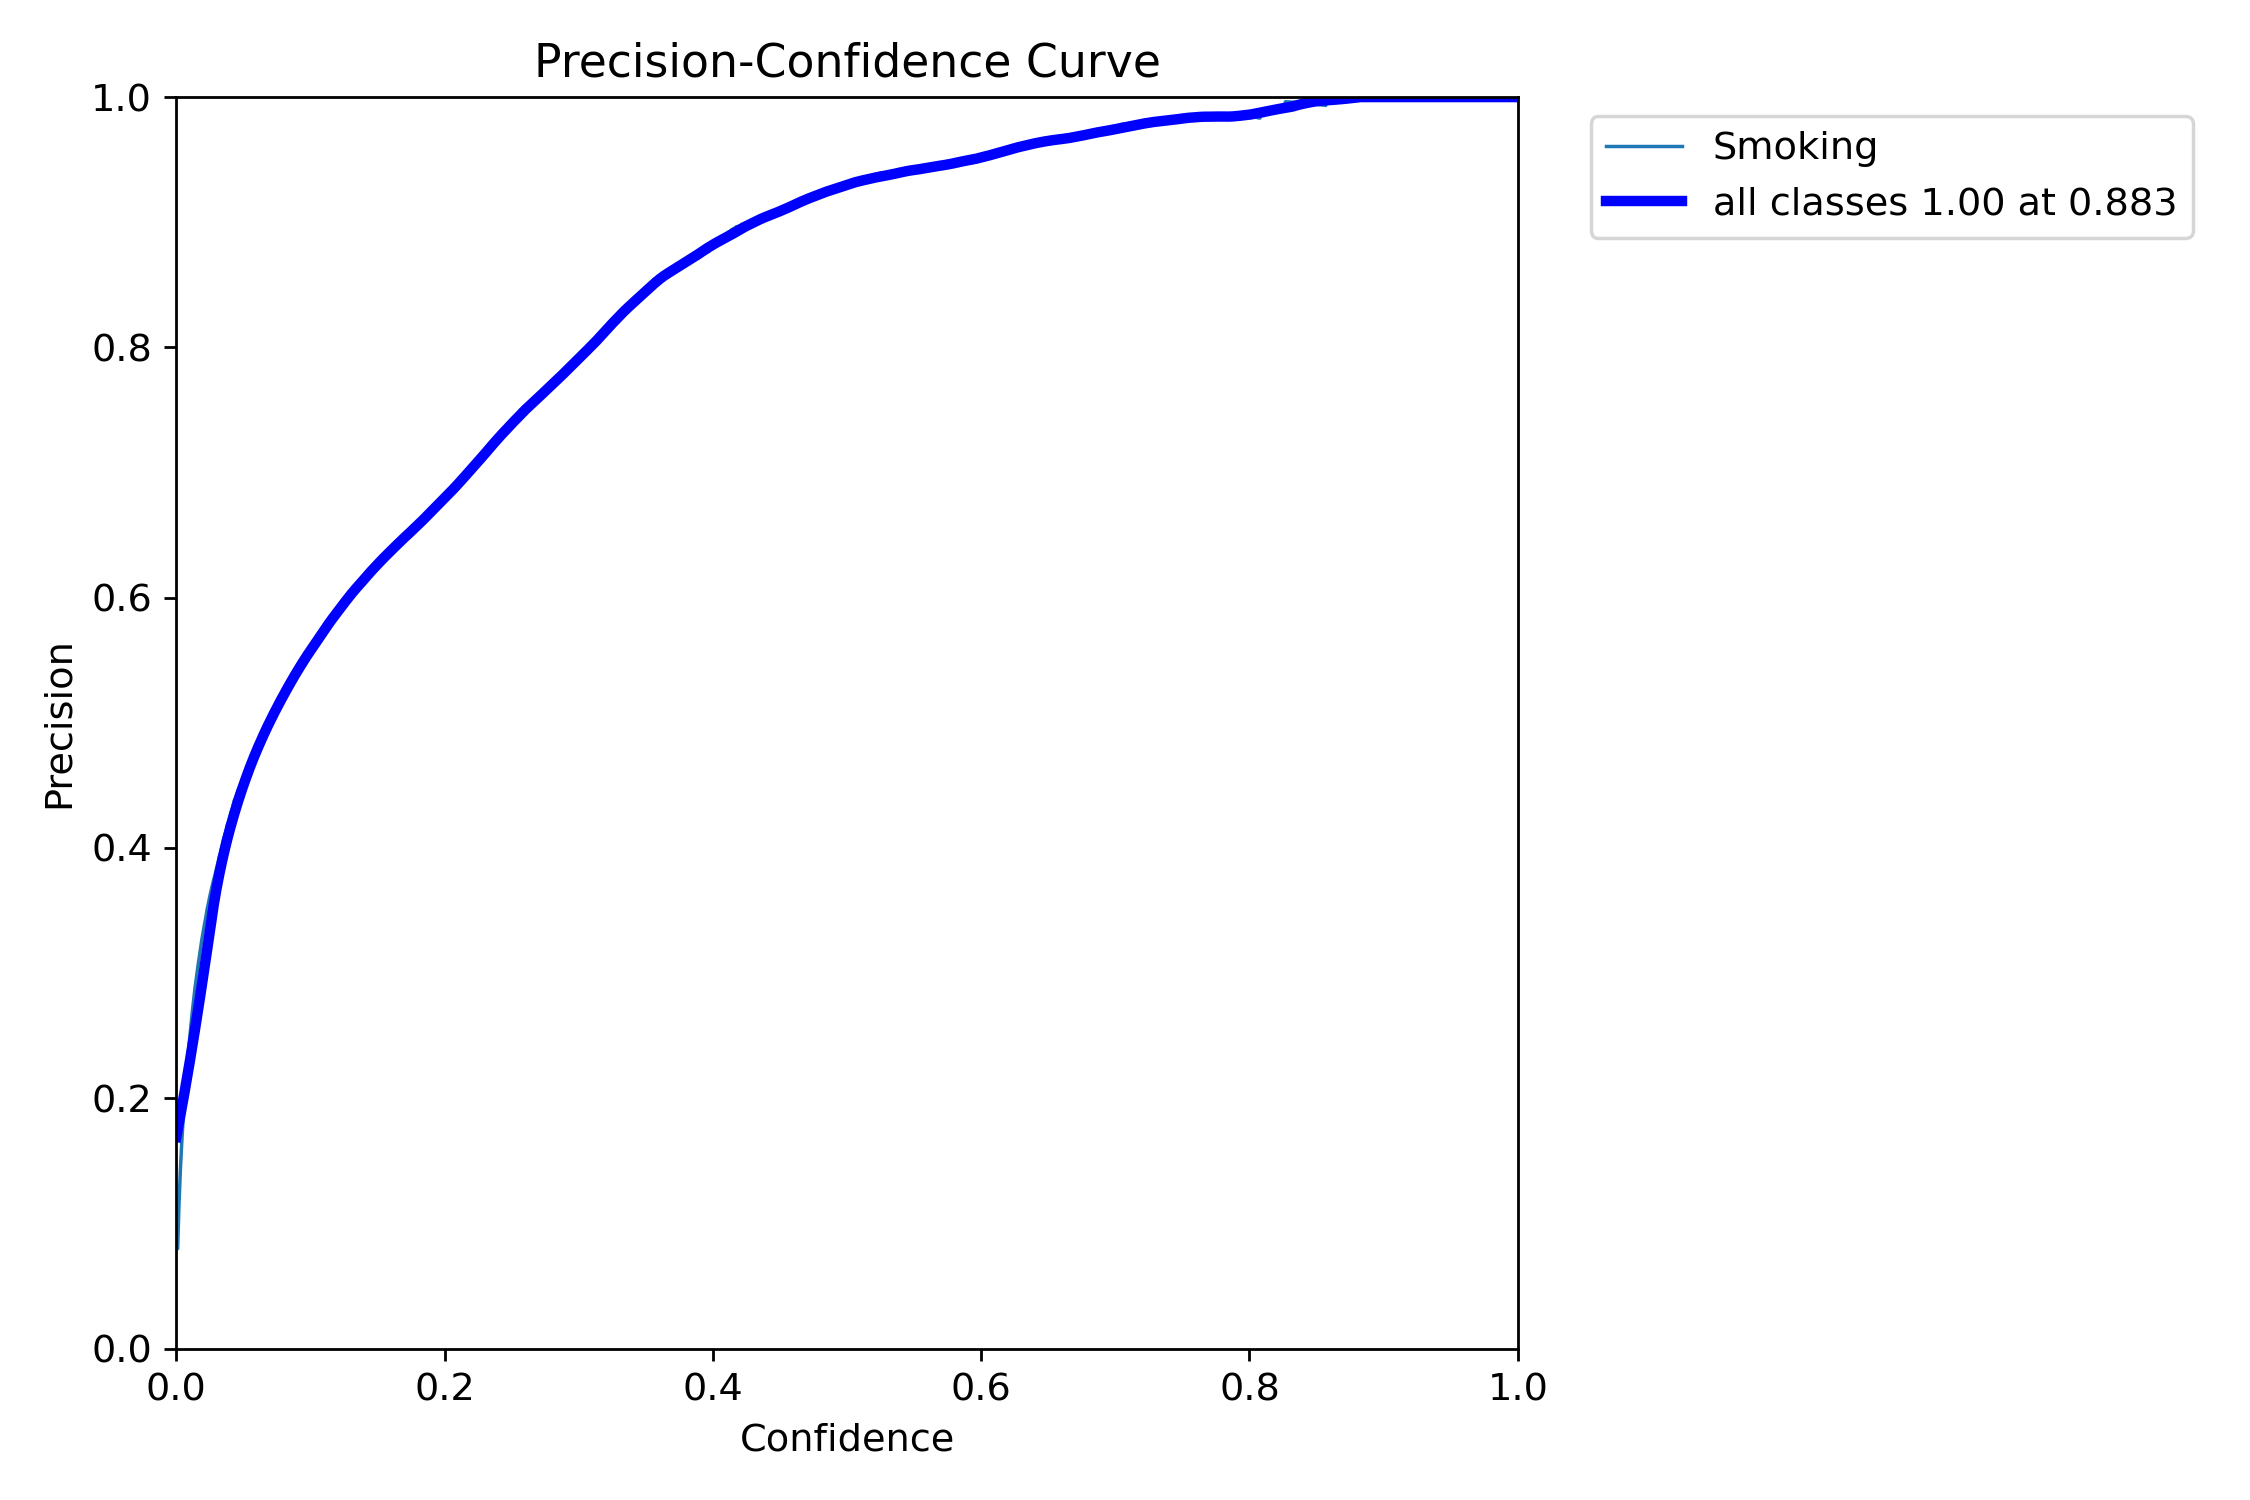 Precision-Confidence Curve
1.0
0.8
0.6
0.4
0.2
0.0
Precision
0.0 0.2 0.4 0.6 0.8 1.0
Confidence
Smoking
all classes 1.00 at 0.883